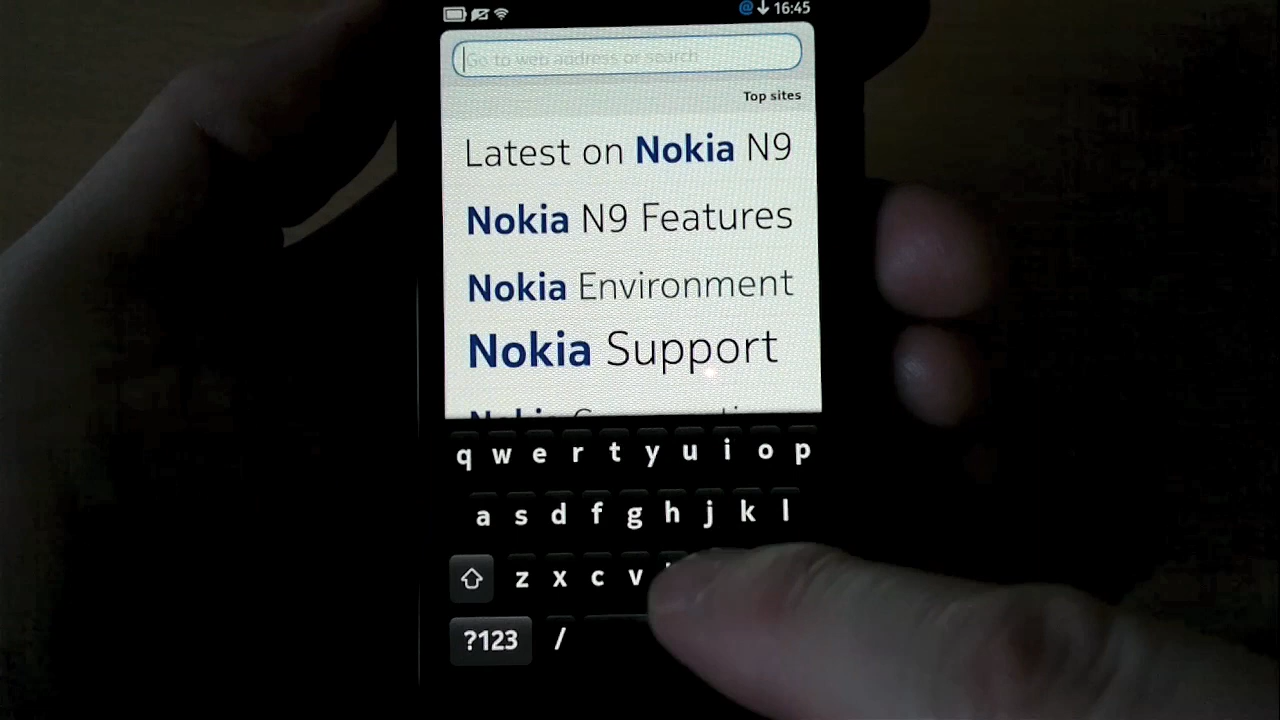 @ 16:45
Go to web address or search
Top sites
Latest on Nokia N9
Nokia N9 Features
Nokia Environment
Nokia Support
q w e r t y u i o p
a s d f g h j k l
z x c v
?123 /